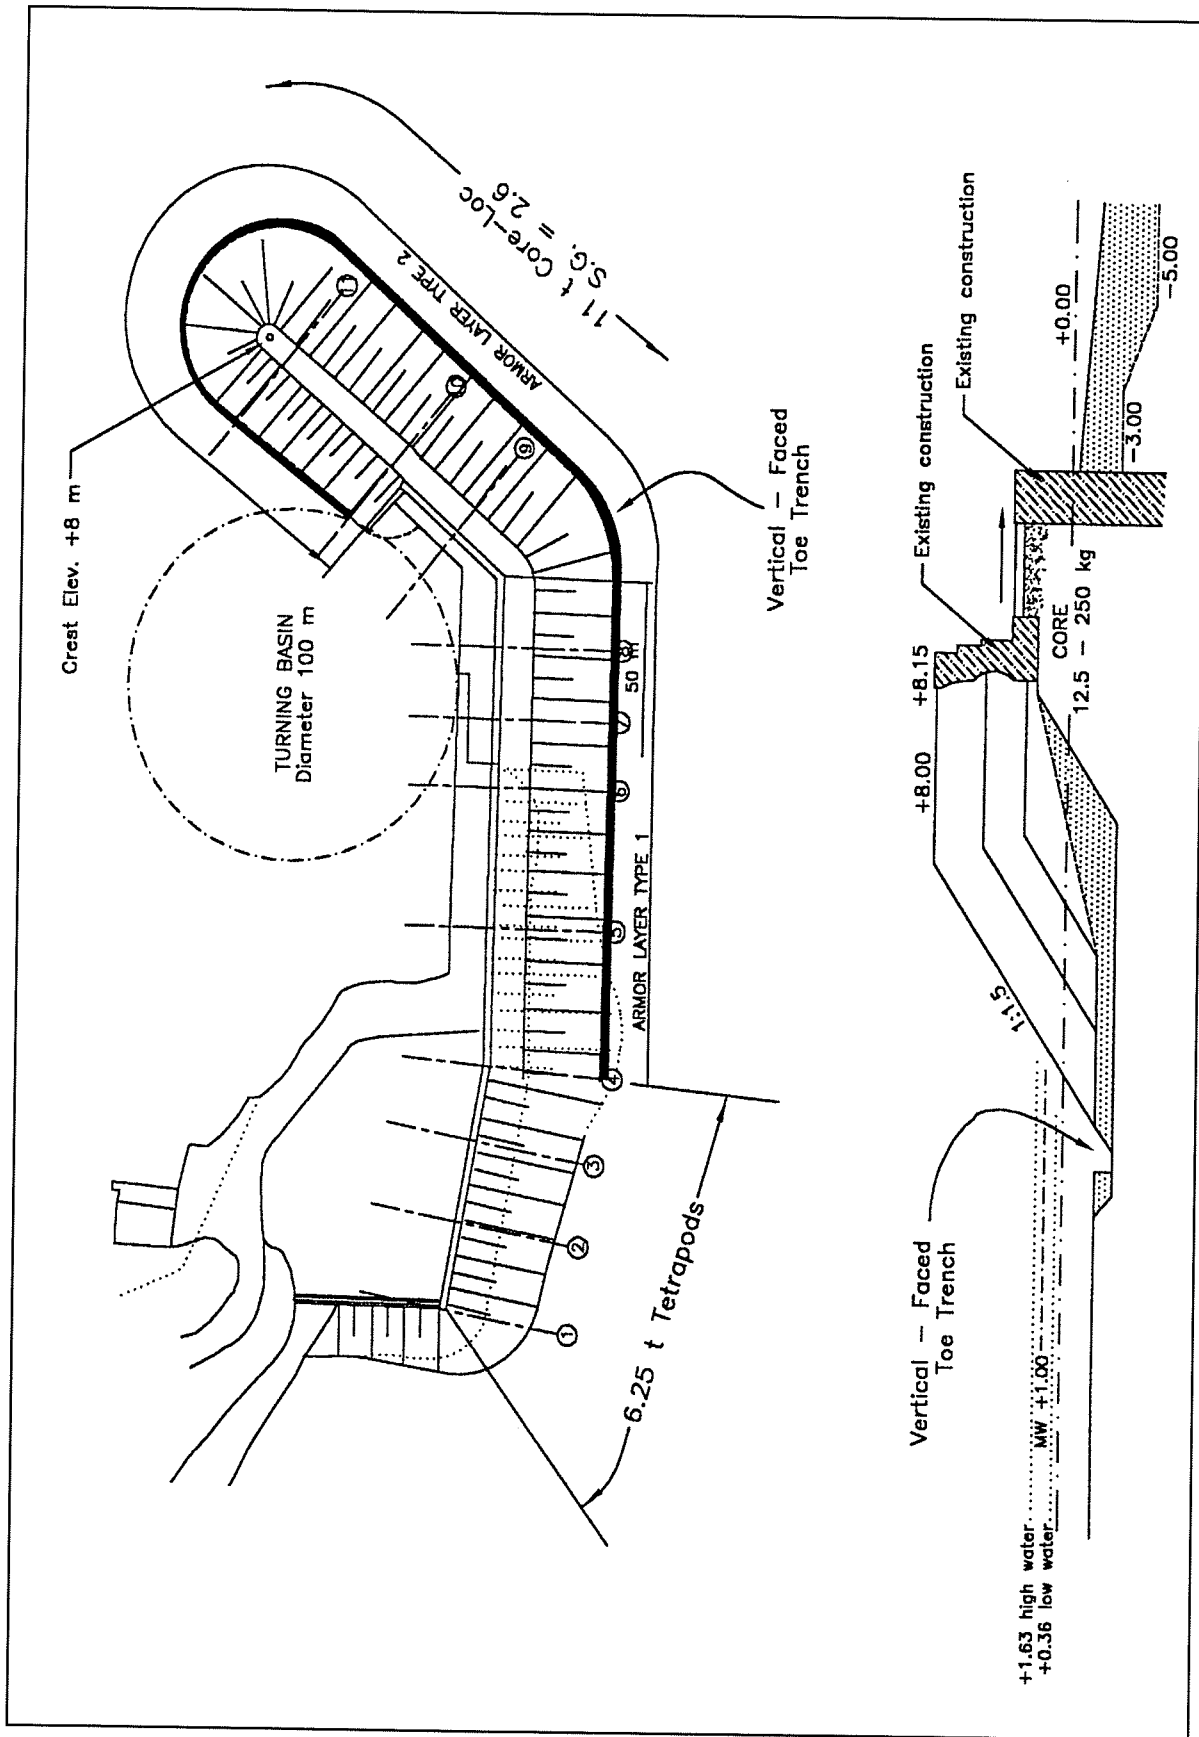 Crest Elev. +8 m
TURNING BASIN
Diameter 100 m
11 t Core-Loc
S.G. = 2.6
ARMOR LAYER TYPE 2
Vertical - Faced
Toe Trench
50 m
ARMOR LAYER TYPE 1
6.25 t Tetrapods
1
2
3
4
5
6
7
8
9
11
+1.63 high water
+0.36 low water
MW +1.00
Vertical - Faced
Toe Trench
1:1.5
+8.00
+8.15
Existing construction
Existing construction
CORE
12.5 - 250 kg
+0.00
-3.00
-5.00